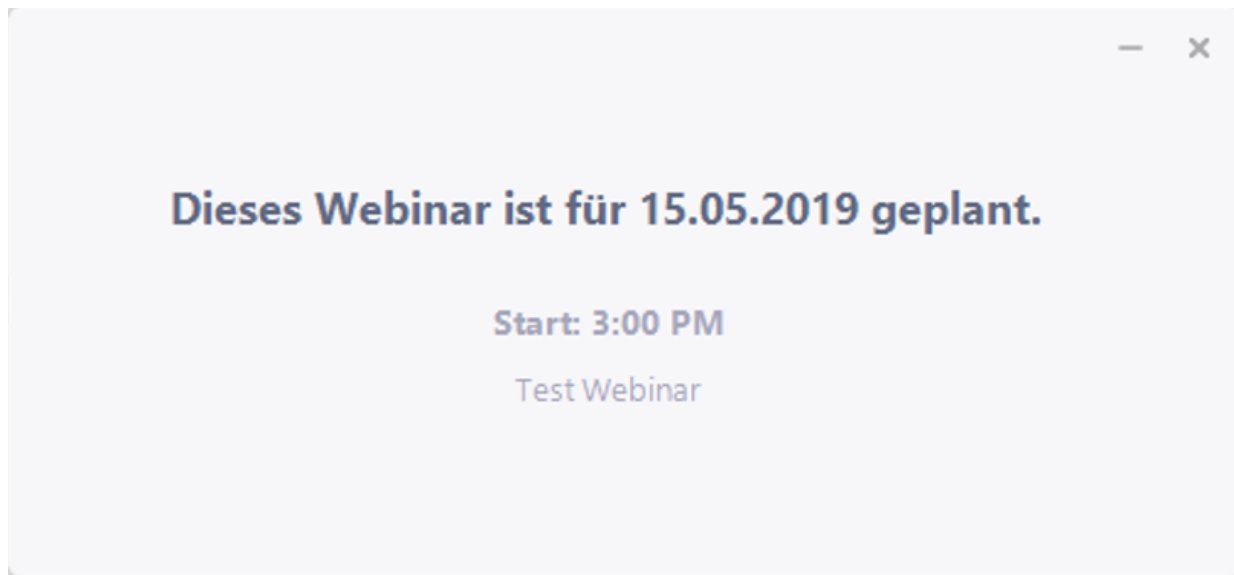 Dieses Webinar ist für 15.05.2019 geplant.
Start: 3:00 PM
Test Webinar